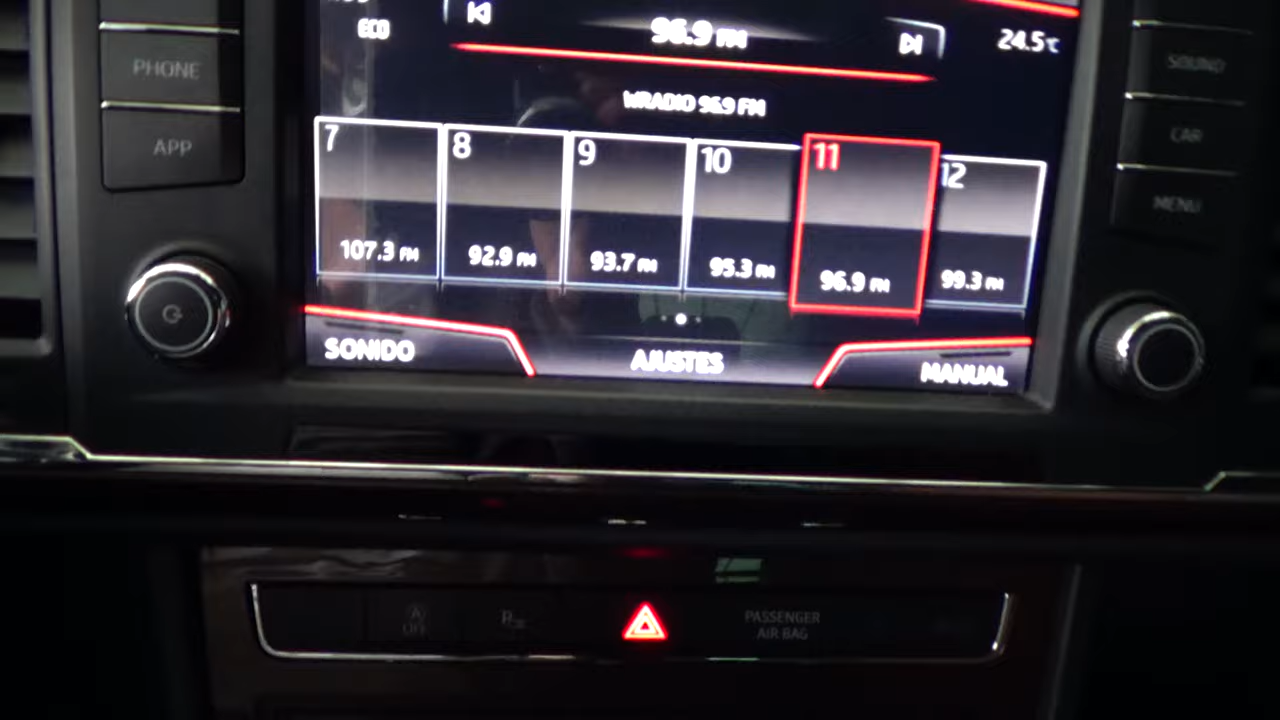 ECO
96.9 FM
24.5°C
PHONE
SOUND
WRADIO 96.9 FM
APP
CAR
7
8
9
10
11
12
MENU
107.3 FM
92.9 FM
93.7 FM
95.3 FM
96.9 FM
99.3 FM
SONIDO
AJUSTES
MANUAL
A
OFF
P
PASSENGER
AIR BAG